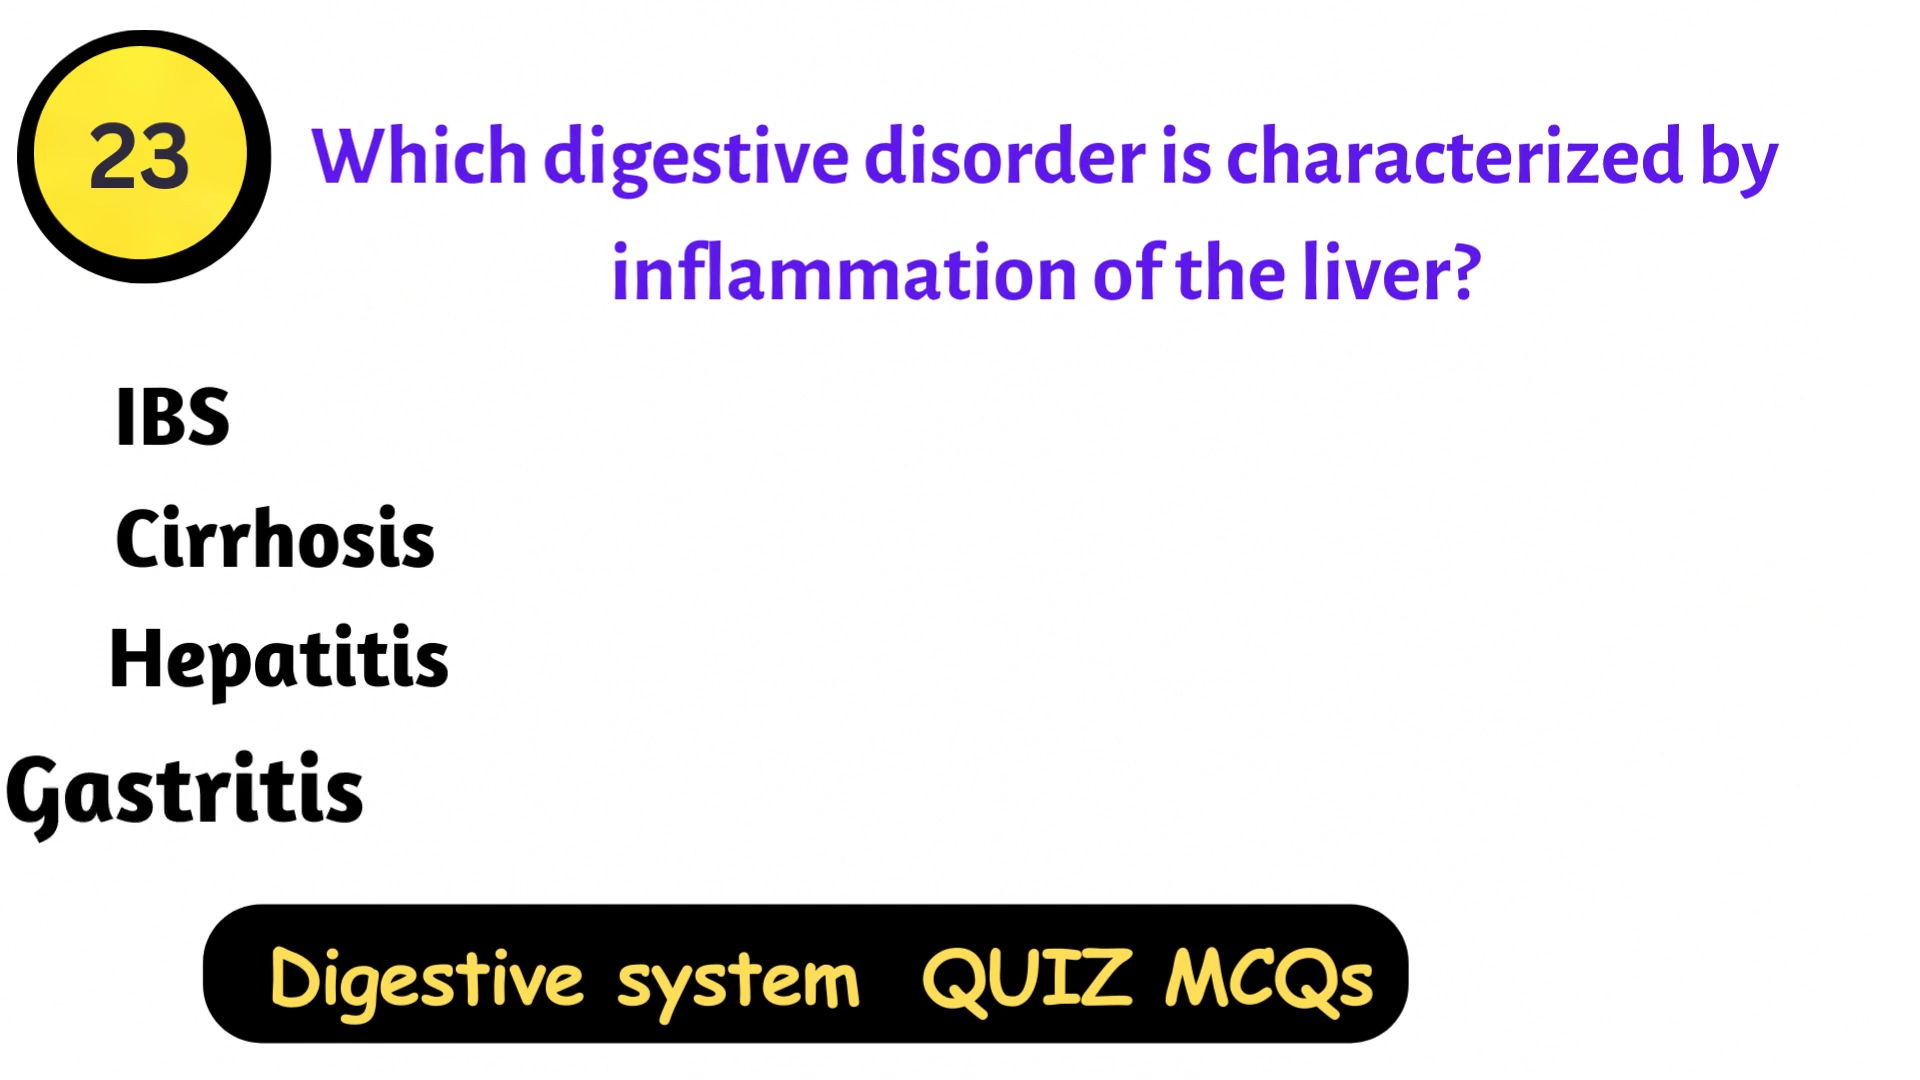 23
Which digestive disorder is characterized by
inflammation of the liver?
IBS
Cirrhosis
Hepatitis
Gastritis
Digestive system QUIZ MCQs